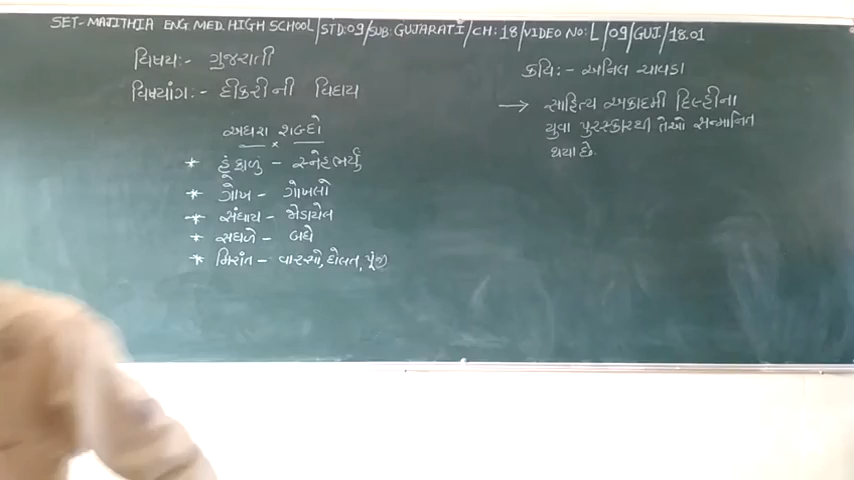 SET- MAJITHIA ENG. MED. HIGH SCHOOL/STD:09/SUB: GUJARATI/CH:18/VIDEO NO:L/09/GUJ/18.01
વિષય:- ગુજરાતી
વિષયાંગ:- દીકરીની વિદાય
અઘરા શબ્દો
* હૂંફાળું - સ્નેહભર્યું
* ગોખ - ગોખલો
* સંધાય - જોડાયેલ
* સઘળે - બધે
* મિરાંત - વારસો, દોલત, પૂંજી
કવિ:- અનિલ ચાવડા
→ સાહિત્ય અકાદમી દિલ્હીના
યુવા પુરસ્કારથી તેઓ સન્માનિત
થયા છે.